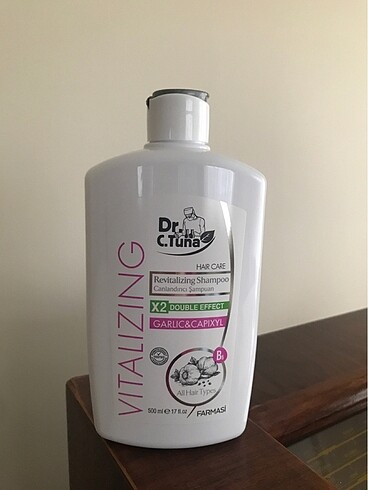 Dr.
C.Tuna
HAIR CARE
Revitalizing Shampoo
Canlandırıcı Şampuan
X2 DOUBLE EFFECT
GARLIC&CAPIXYL
VITALIZING
B5
All Hair Types
500 ml e 17 fl.oz
FARMASİ